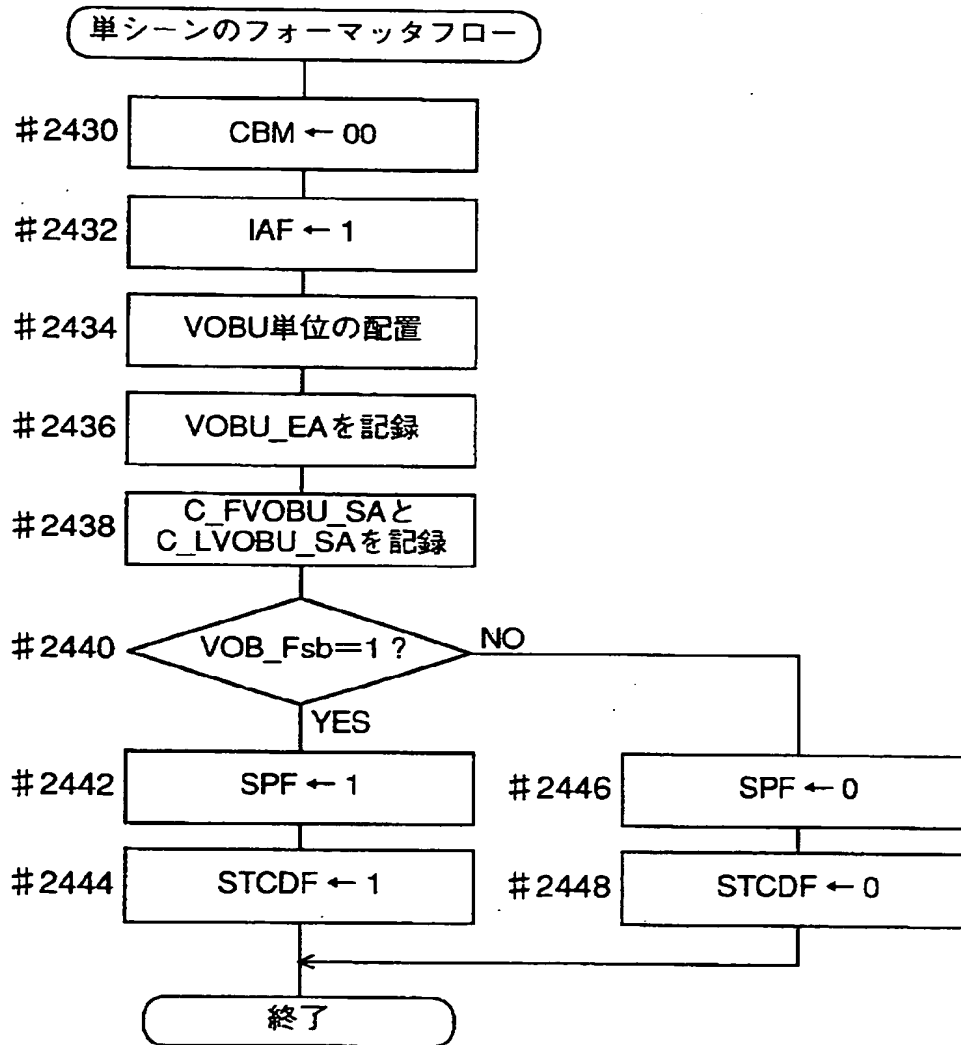 単シーンのフォーマッタフロー
#2430 CBM ← 00
#2432 IAF ← 1
#2434 VOBU単位の配置
#2436 VOBU_EAを記録
#2438 C_FVOBU_SAと
C_LVOBU_SAを記録
#2440 VOB_Fsb=1? NO
YES
#2442 SPF ← 1 #2446 SPF ← 0
#2444 STCDF ← 1 #2448 STCDF ← 0
終了